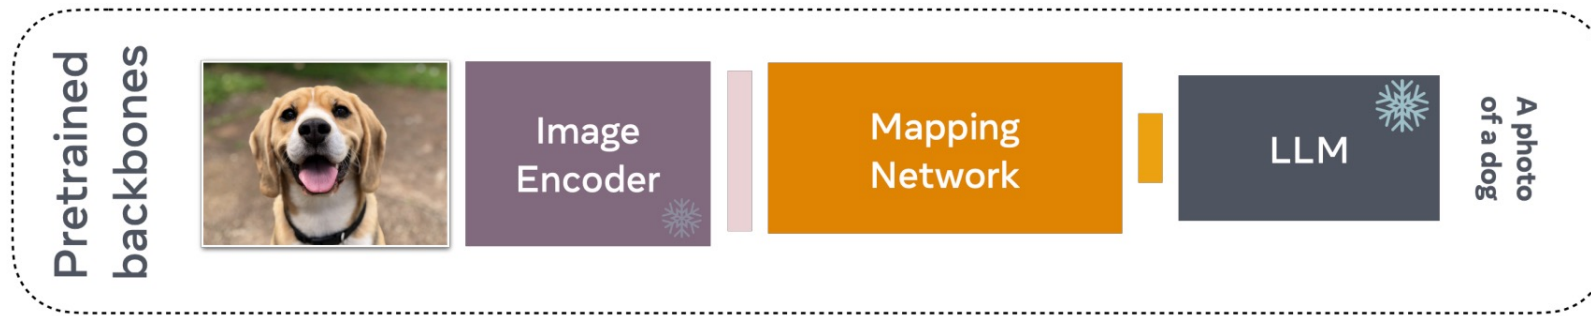 Pretrained
backbones
Image
Encoder
Mapping
Network
LLM
A photo
of a dog